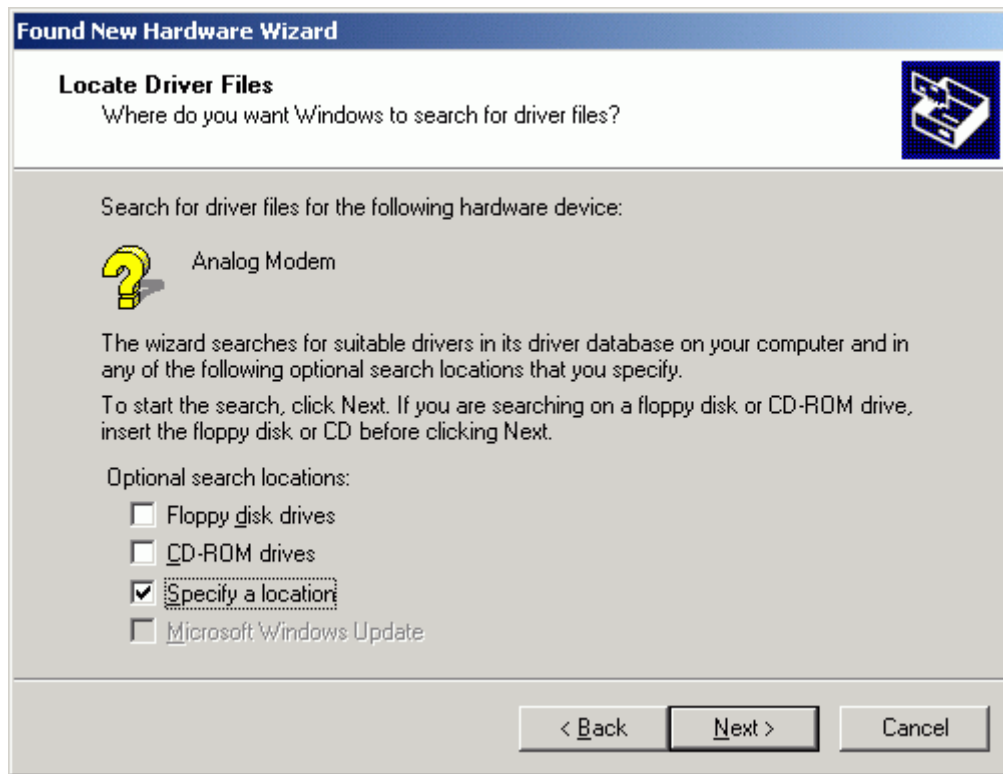 Found New Hardware Wizard
Locate Driver Files
Where do you want Windows to search for driver files?
Search for driver files for the following hardware device:
Analog Modem
The wizard searches for suitable drivers in its driver database on your computer and in
any of the following optional search locations that you specify.
To start the search, click Next. If you are searching on a floppy disk or CD-ROM drive,
insert the floppy disk or CD before clicking Next.
Optional search locations:
Floppy disk drives
CD-ROM drives
Specify a location
Microsoft Windows Update
< Back Next > Cancel